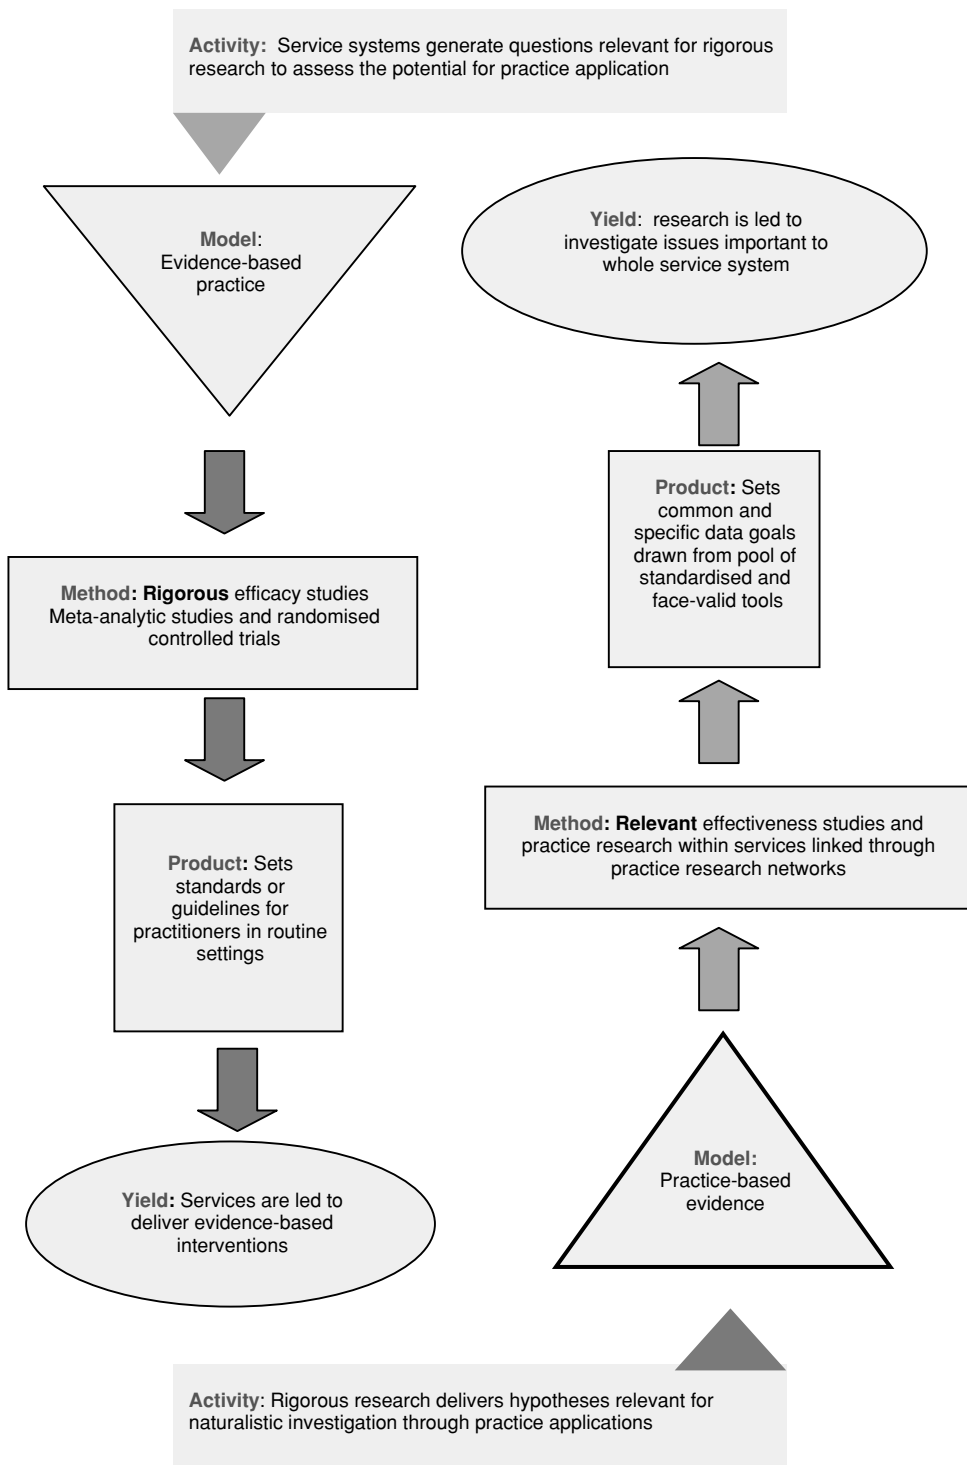 Activity: Service systems generate questions relevant for rigorous
research to assess the potential for practice application
Model:
Evidence-based
practice
Method: Rigorous efficacy studies
Meta-analytic studies and randomised
controlled trials
Product: Sets
standards or
guidelines for
practitioners in routine
settings
Yield: Services are led to
deliver evidence-based
interventions
Yield: research is led to
investigate issues important to
whole service system
Product: Sets
common and
specific data goals
drawn from pool of
standardised and
face-valid tools
Method: Relevant effectiveness studies and
practice research within services linked through
practice research networks
Model:
Practice-based
evidence
Activity: Rigorous research delivers hypotheses relevant for
naturalistic investigation through practice applications